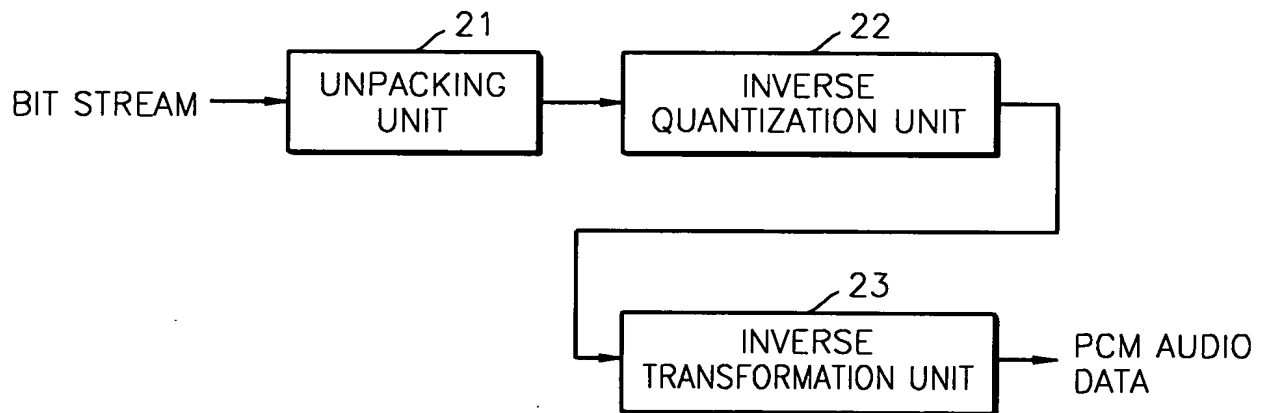 21
22
BIT STREAM
UNPACKING
UNIT
INVERSE
QUANTIZATION UNIT
23
INVERSE
TRANSFORMATION UNIT
PCM AUDIO
DATA